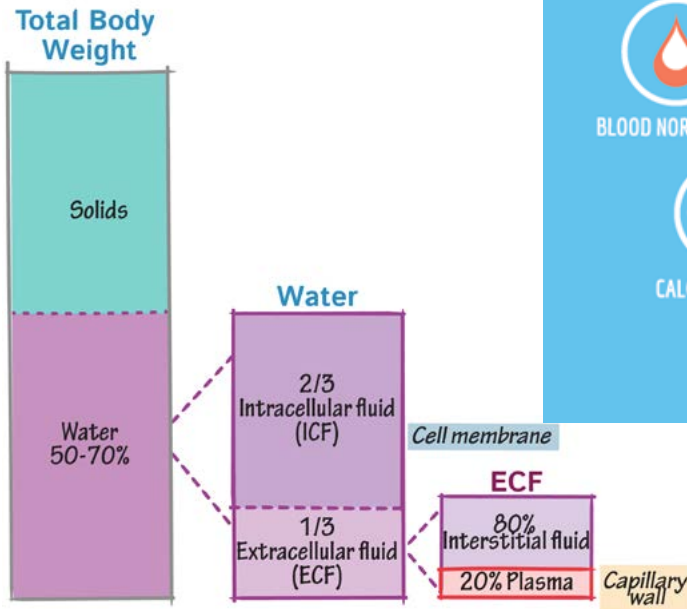 Total Body
Weight
Solids
Water
50-70%
Water
2/3
Intracellular fluid
(ICF)
Cell membrane
1/3
Extracellular fluid
(ECF)
ECF
80%
Interstitial fluid
20% Plasma
Capillary
wall
BLOOD